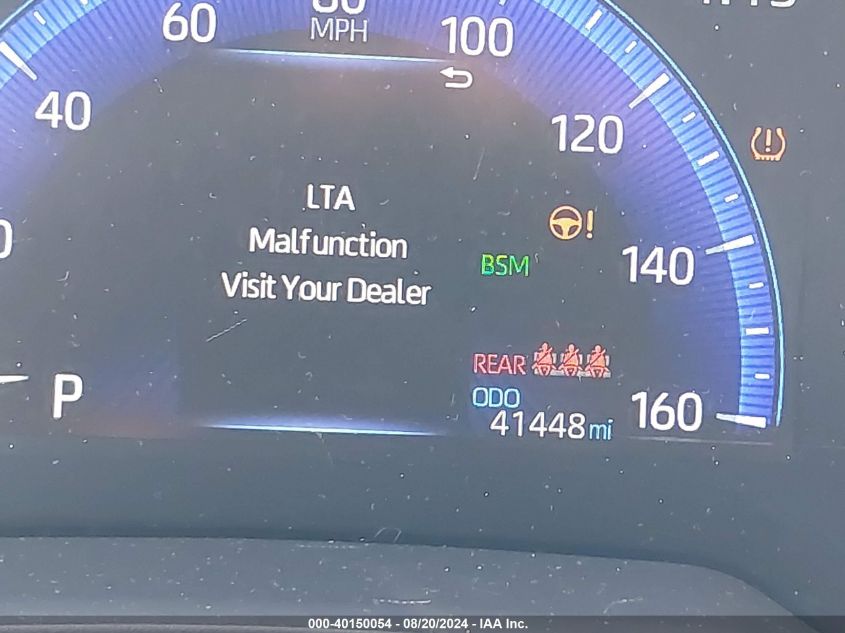 60
MPH
100
40
120
LTA
Malfunction
Visit Your Dealer
BSM
140
REAR
P
ODO
41448 mi
160
000-40150054 - 08/20/2024 - IAA Inc.